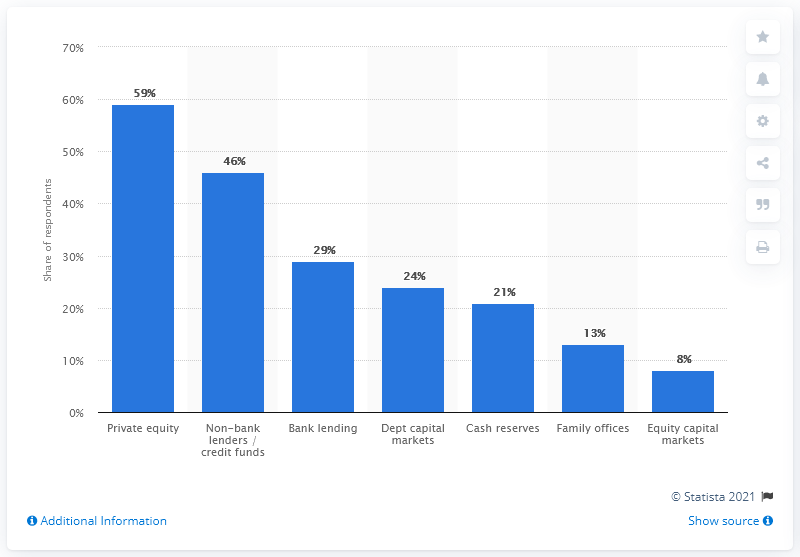 70%
60%
50%
40%
30%
20%
10%
0%
Share of respondents
59%
46%
29%
24%
21%
13%
8%
Private equity
Non-bank
lenders /
credit funds
Bank lending
Dept capital
markets
Cash reserves
Family offices
Equity capital
markets
© Statista 2021
Additional Information
Show source